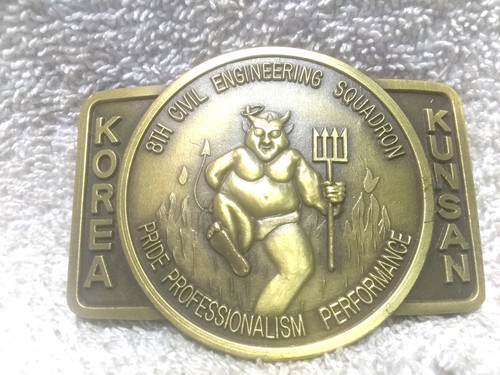 8TH CIVIL ENGINEERING SQUADRON
KOREA
KUNSAN
PRIDE PROFESSIONALISM PERFORMANCE